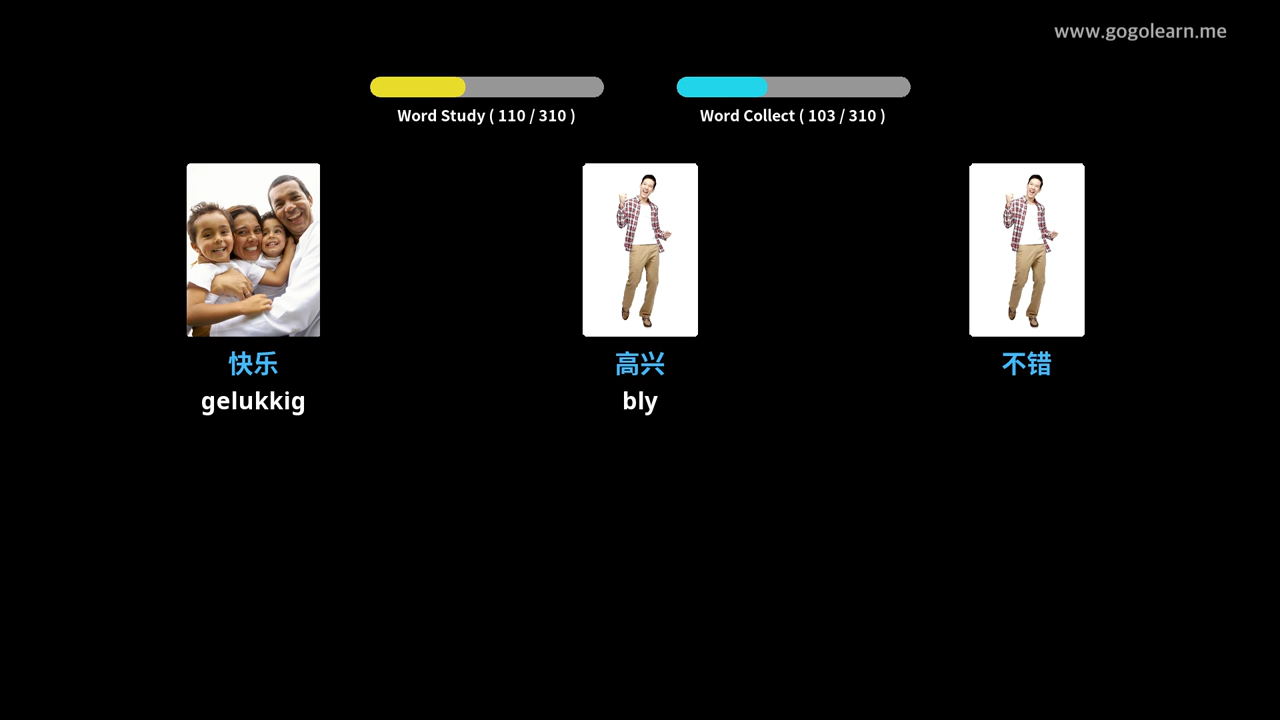 www.gogolearn.me
Word Study ( 110 / 310 )
Word Collect ( 103 / 310 )
快乐
gelukkig
高兴
bly
不错